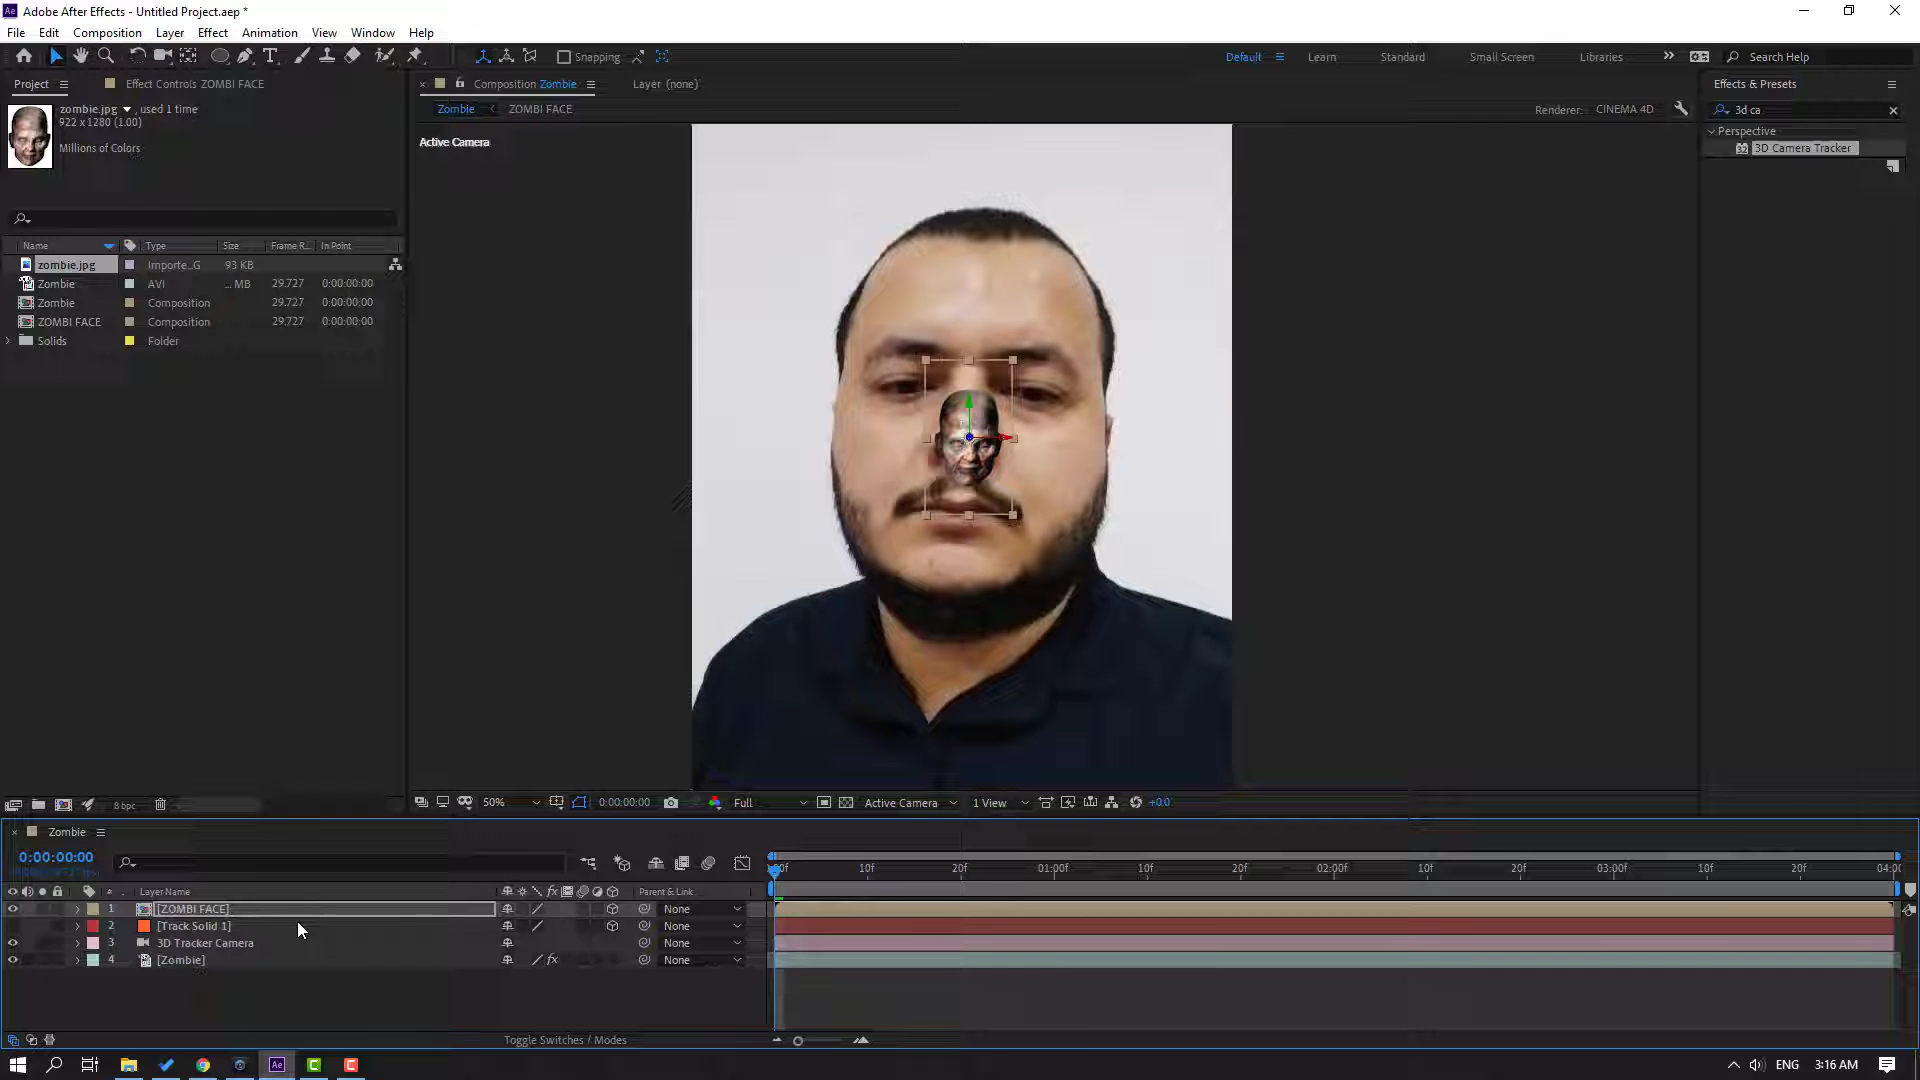 Ae Adobe After Effects - Untitled Project.aep *
File Edit Composition Layer Effect Animation View Window Help
Snapping Default Learn Standard Small Screen Libraries Search Help
Project Effect Controls ZOMBI FACE Composition Zombie Layer (none) Effects & Presets
zombie.jpg , used 1 time
922 x 1280 (1.00)
Millions of Colors
Zombie ZOMBI FACE Renderer: CINEMA 4D
3d ca
Perspective
3D Camera Tracker
Active Camera
Name Type Size Frame R... In Point
zombie.jpg Importe...G 93 KB
Zombie AVI ... MB 29.727 0:00:00:00
Zombie Composition 29.727 0:00:00:00
ZOMBI FACE Composition 29.727 0:00:00:00
Solids Folder
8 bpc 50% 0:00:00:00 Full Active Camera 1 View +0.0
Zombie
0:00:00:00
:00f 10f 20f 01:00f 10f 20f 02:00f 10f 20f 03:00f 10f 20f 04:00
# Layer Name fx Parent & Link
1 [ZOMBI FACE] None
2 [Track Solid 1] None
3 3D Tracker Camera None
4 [Zombie] fx None
Toggle Switches / Modes
Ae ENG 3:16 AM